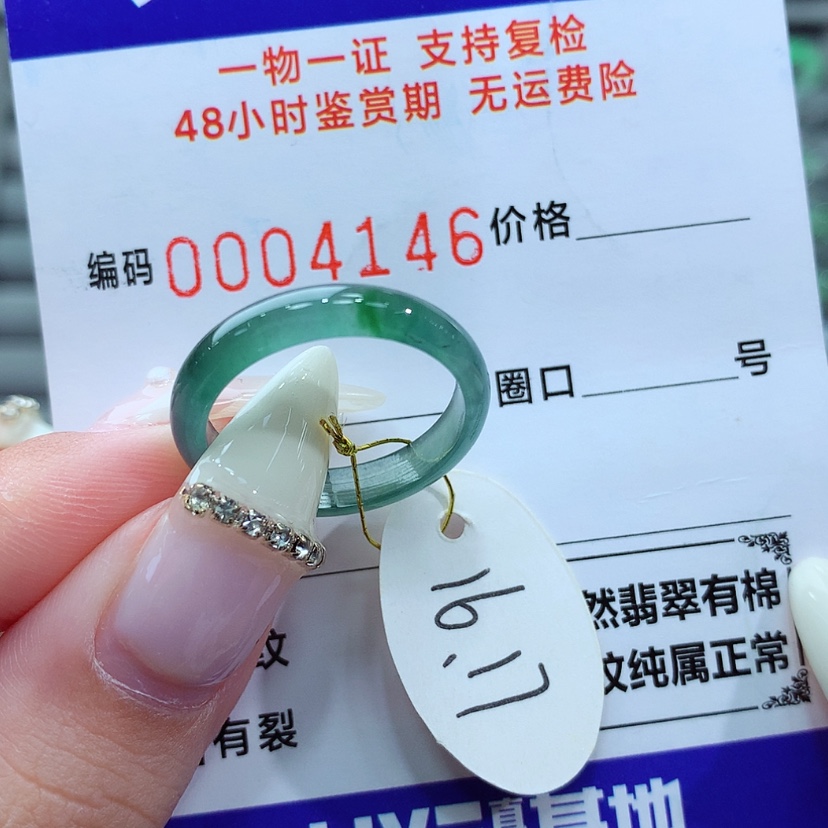 一物一证 支持复检
48小时鉴赏期 无运费险
编码 0004146 价格
圈口 号
16.17
然翡翠有棉
纹纯属正常
纹
有裂
基地